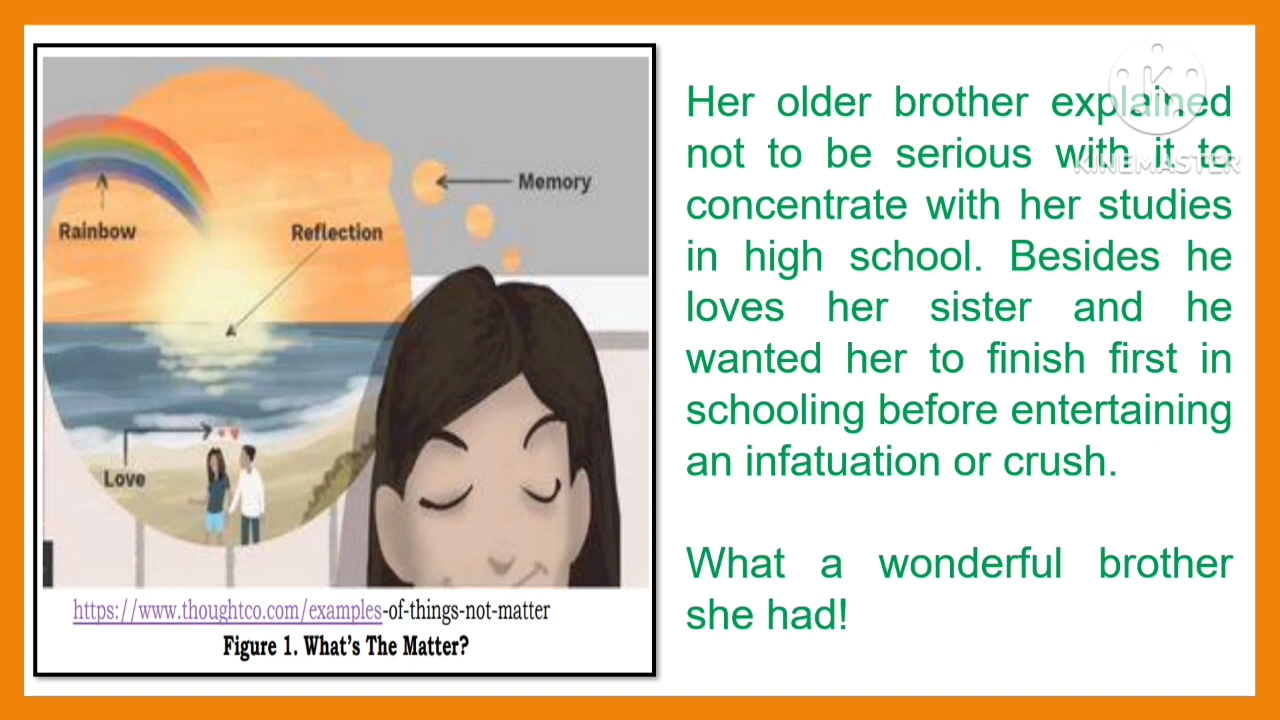 Memory
Rainbow
Reflection
Love
https://www.thoughtco.com/examples-of-things-not-matter
Figure 1. What's The Matter?
Her older brother explained
not to be serious with it to
concentrate with her studies
in high school. Besides he
loves her sister and he
wanted her to finish first in
schooling before entertaining
an infatuation or crush.
What a wonderful brother
she had!
K
KINEMASTER